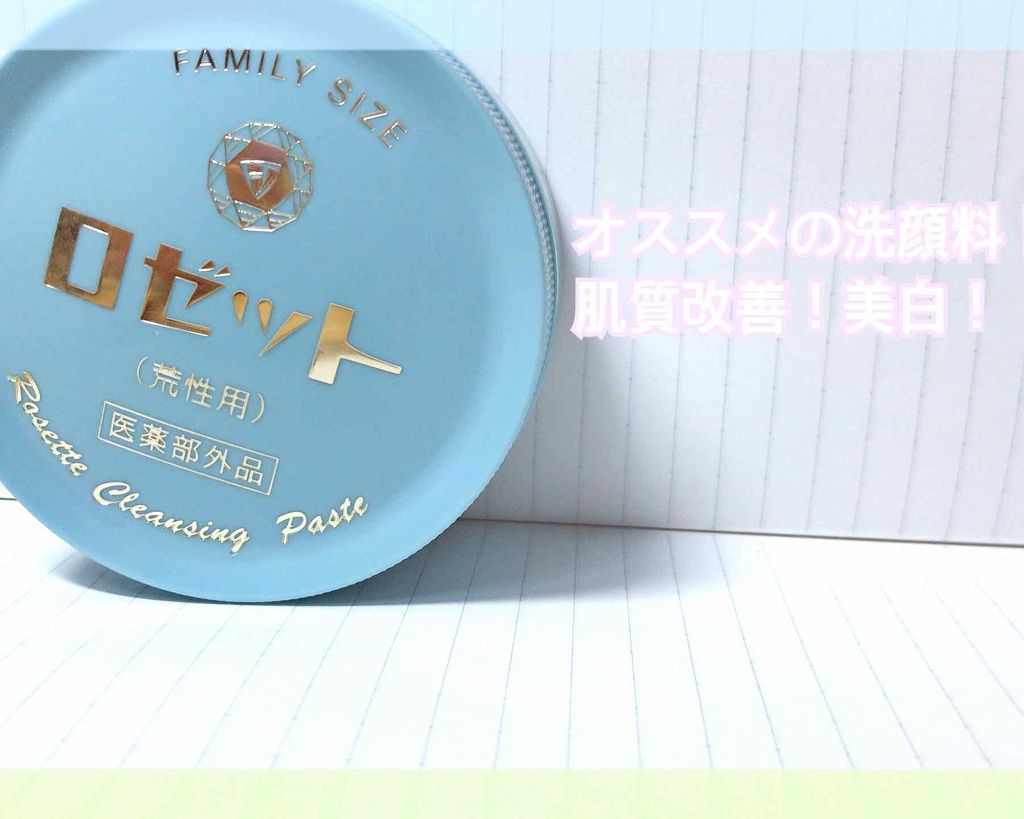 FAMILY SIZE
ロゼット
(荒性用)
医薬部外品
Rosette Cleansing Paste
オススメの洗顔料！
肌質改善！美白！